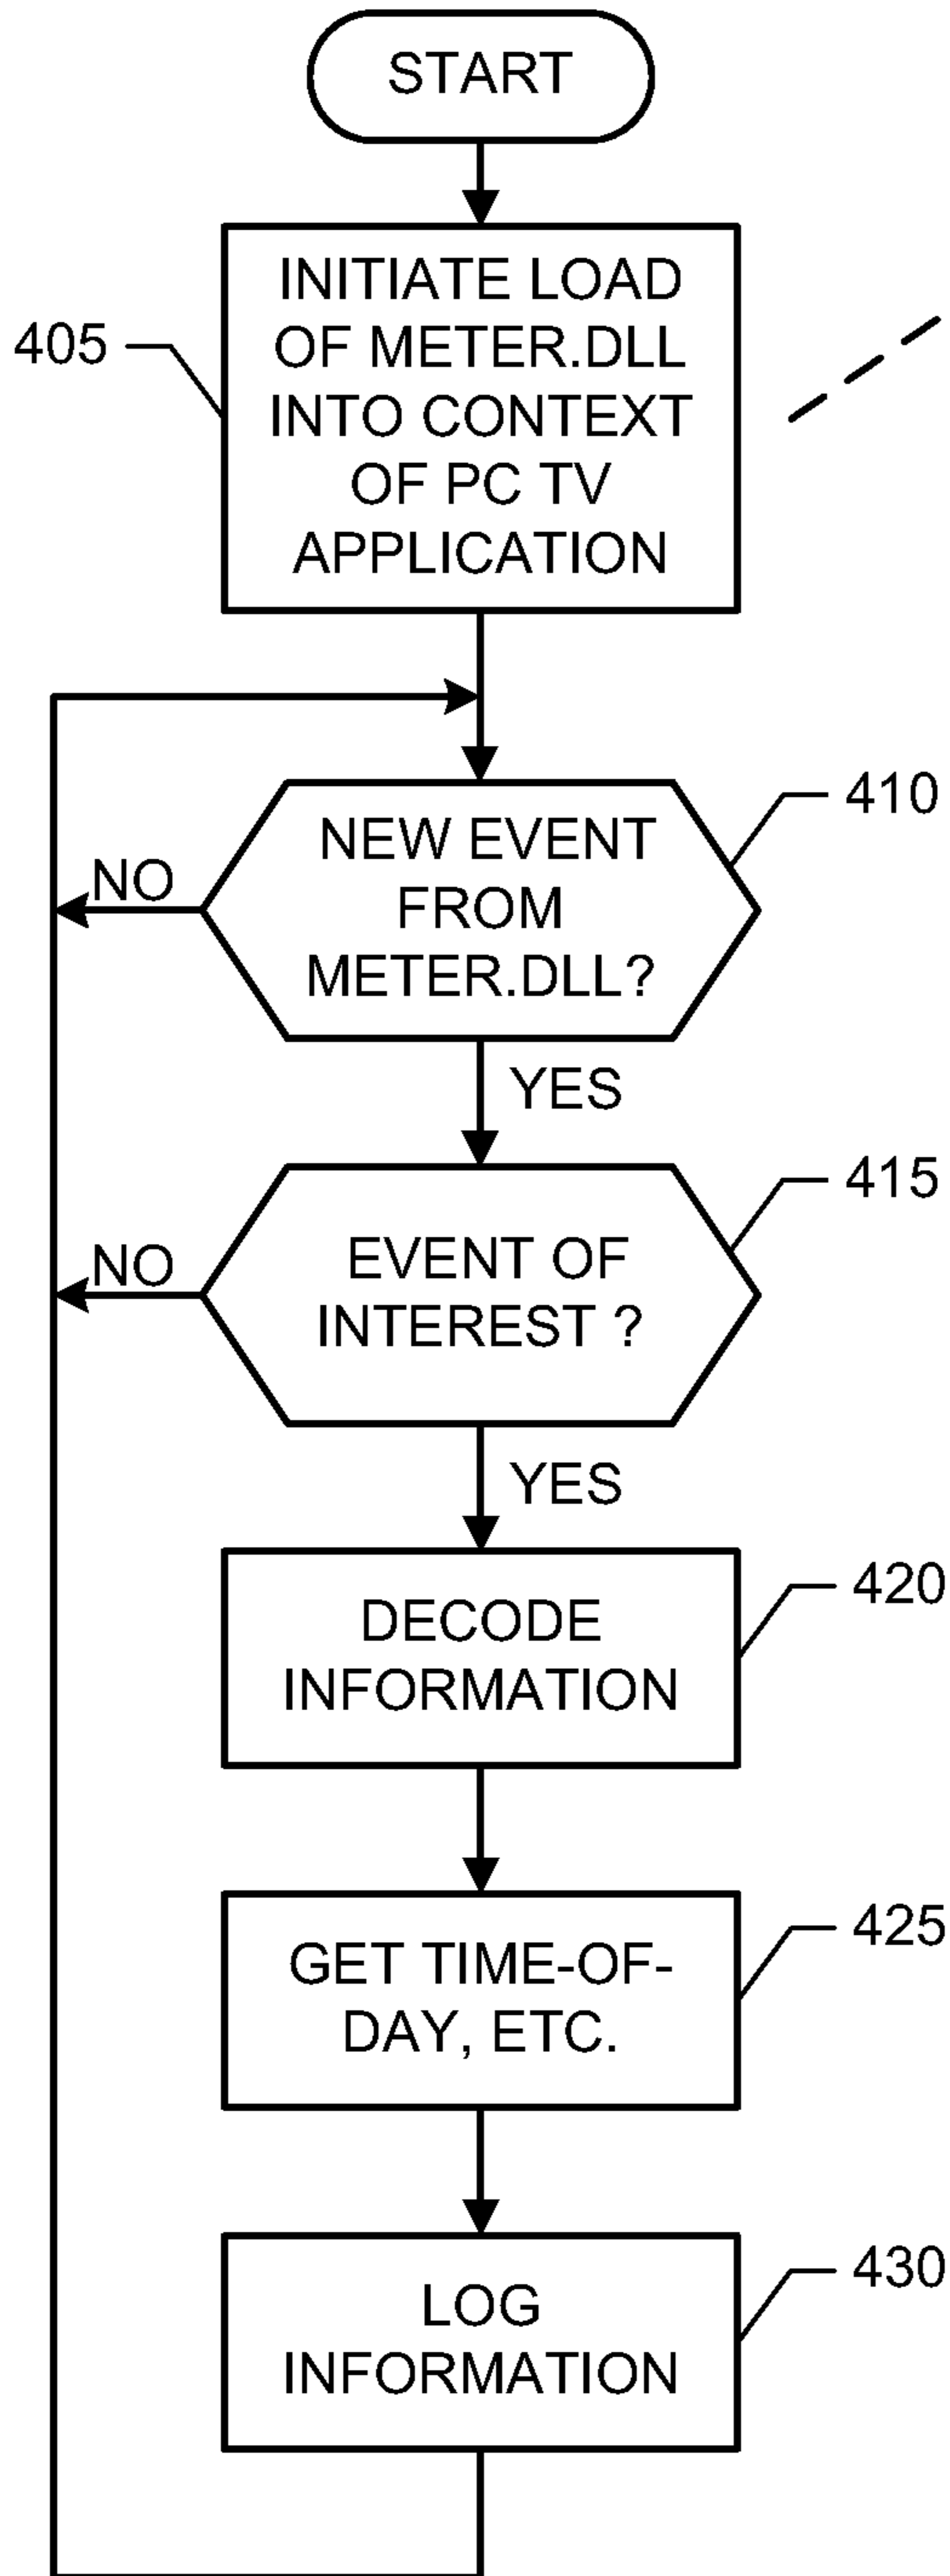 START
INITIATE LOAD
OF METER.DLL
INTO CONTEXT
OF PC TV
APPLICATION
405
NEW EVENT
FROM
METER.DLL?
410
NO
YES
EVENT OF
INTEREST ?
415
NO
YES
DECODE
INFORMATION
420
GET TIME-OF-
DAY, ETC.
425
LOG
INFORMATION
430